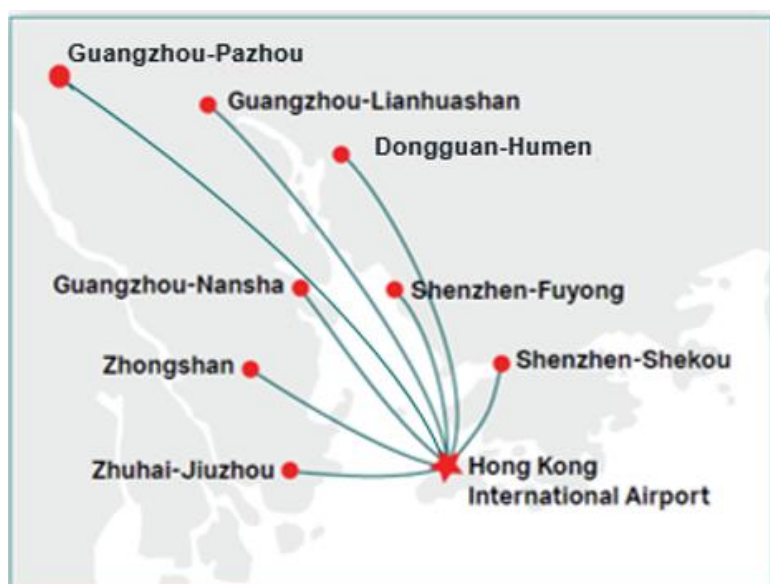 Guangzhou-Pazhou
Guangzhou-Lianhuashan
Dongguan-Humen
Guangzhou-Nansha
Shenzhen-Fuyong
Zhongshan
Shenzhen-Shekou
Zhuhai-Jiuzhou
Hong Kong
International Airport